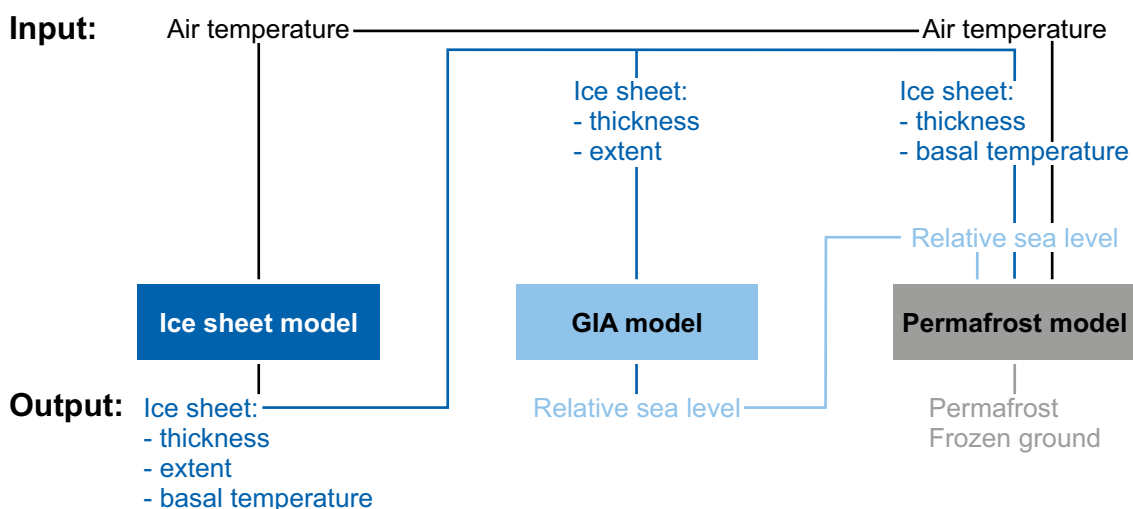 Input:
Air temperature
Air temperature
Ice sheet:
- thickness
- extent
Ice sheet:
- thickness
- basal temperature
Relative sea level
Ice sheet model
GIA model
Permafrost model
Output:
Ice sheet:
- thickness
- extent
- basal temperature
Relative sea level
Permafrost
Frozen ground